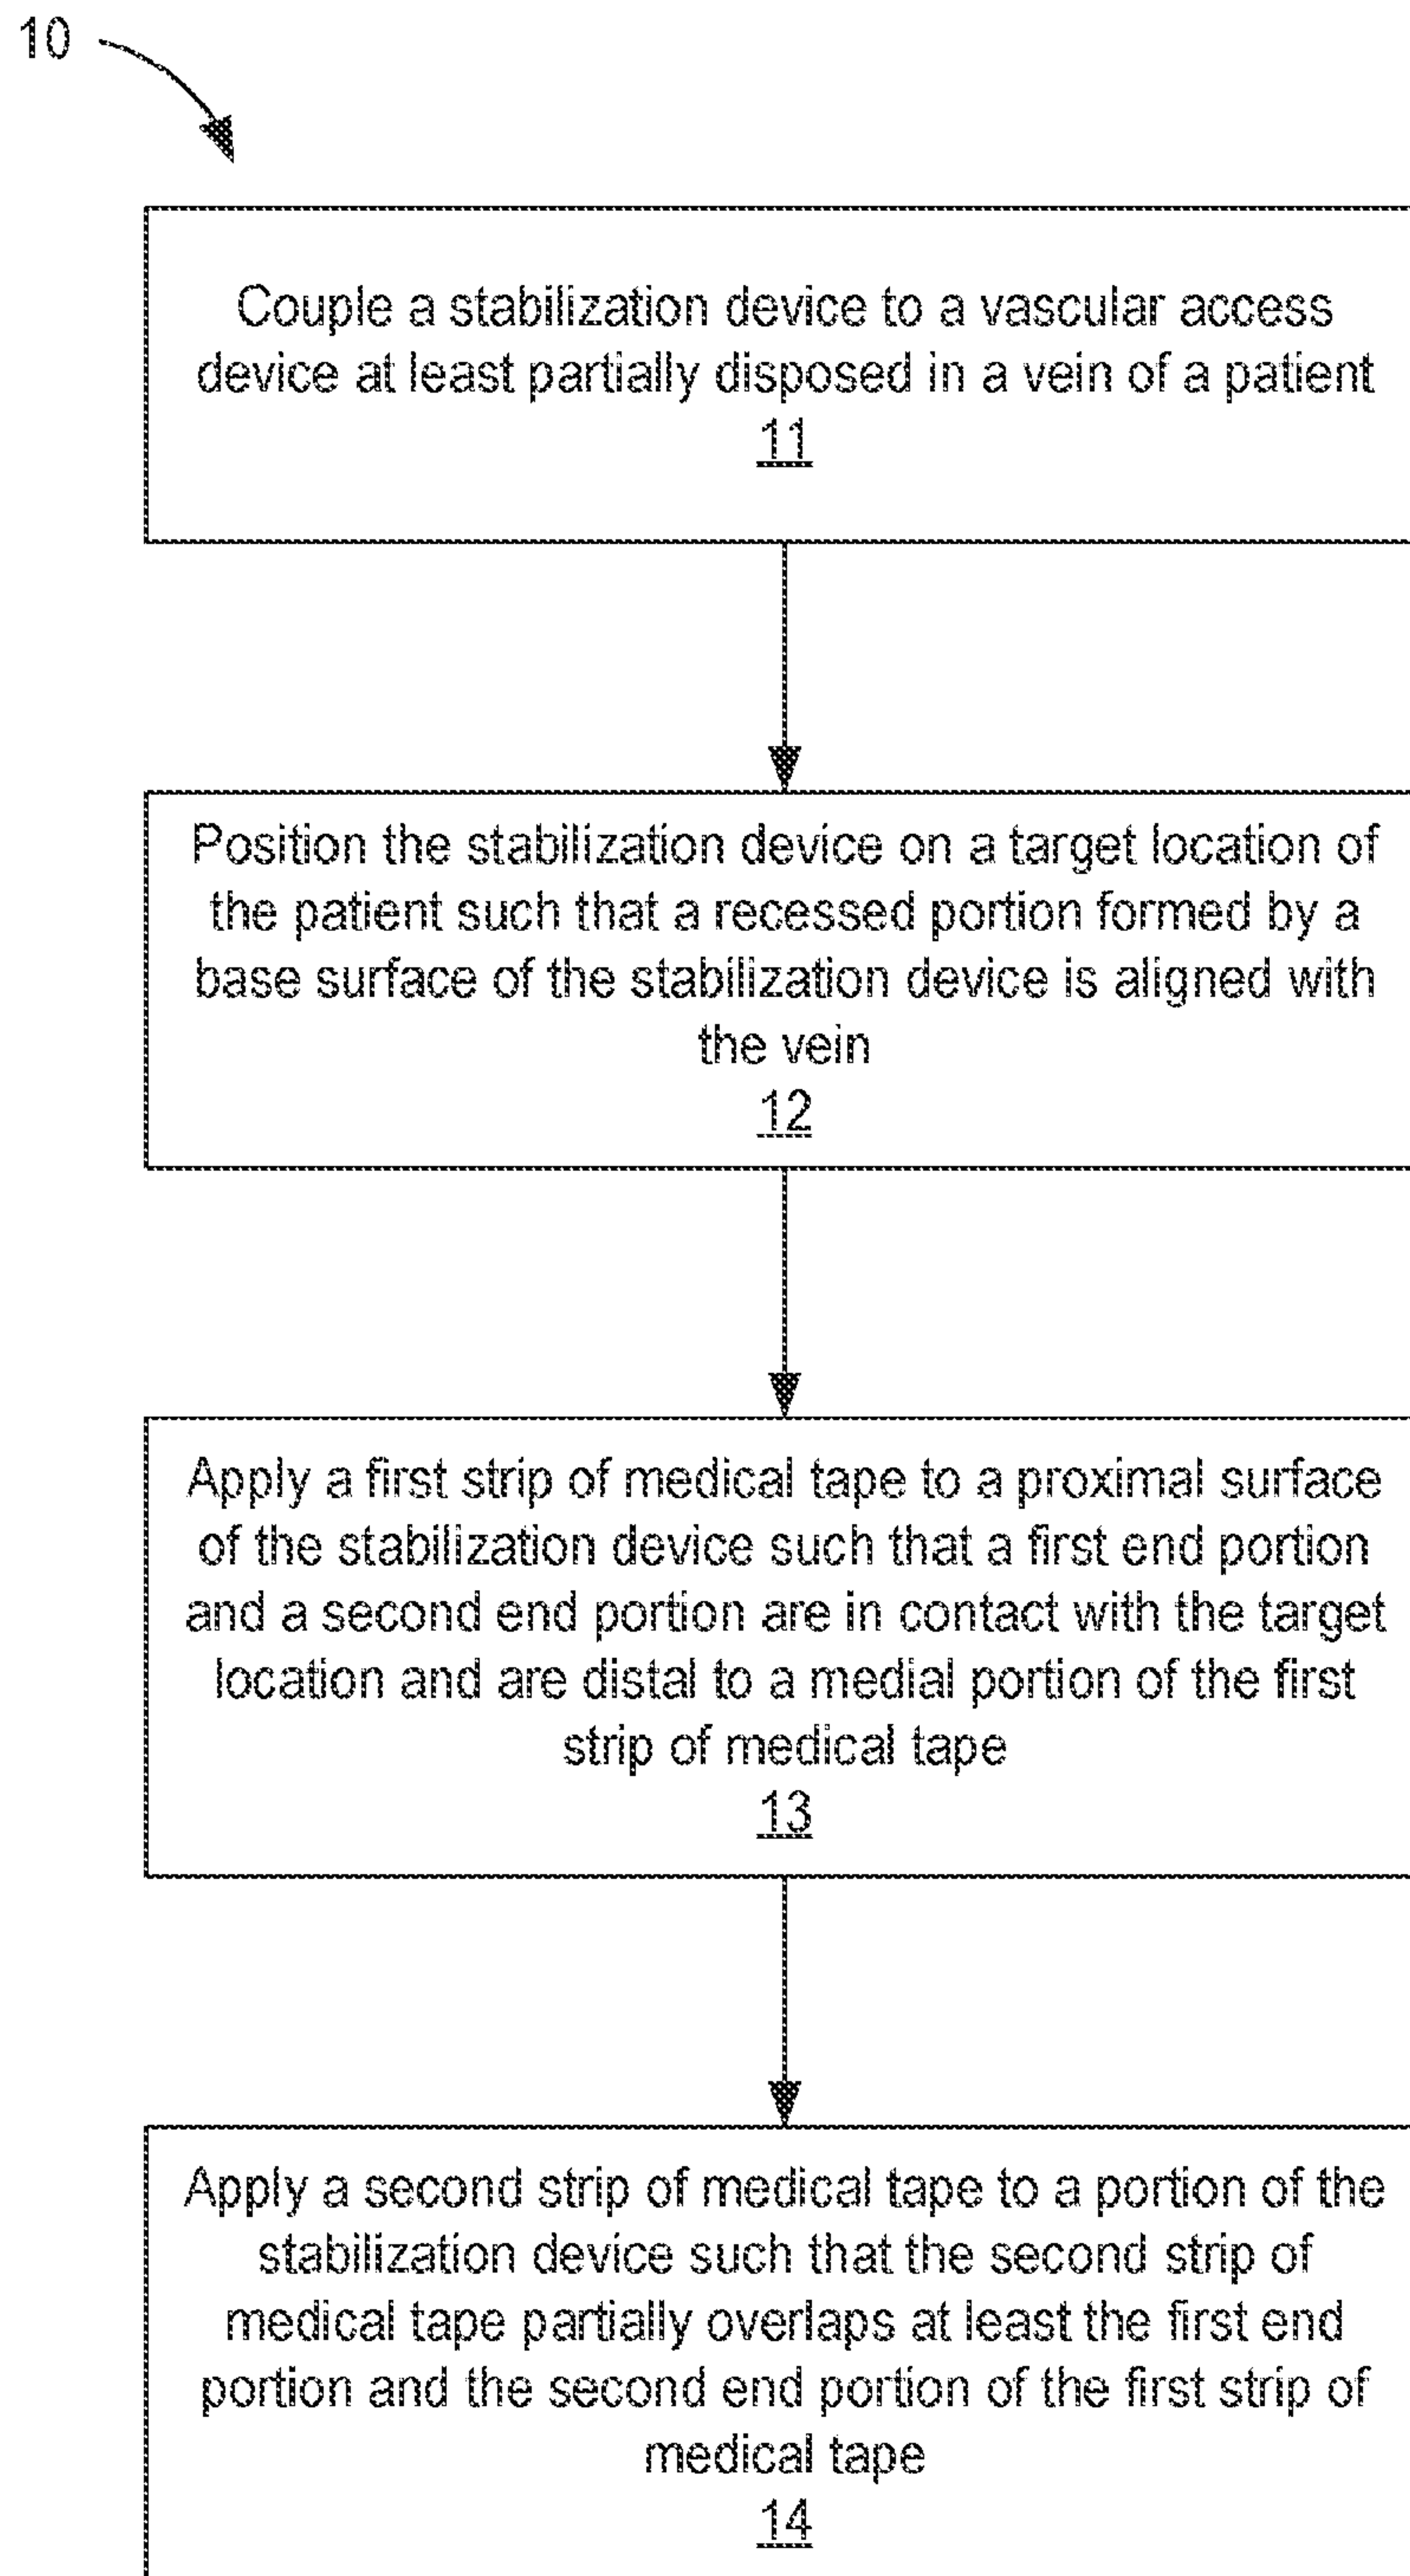 10
Couple a stabilization device to a vascular access
device at least partially disposed in a vein of a patient
11
Position the stabilization device on a target location of
the patient such that a recessed portion formed by a
base surface of the stabilization device is aligned with
the vein
12
Apply a first strip of medical tape to a proximal surface
of the stabilization device such that a first end portion
and a second end portion are in contact with the target
location and are distal to a medial portion of the first
strip of medical tape
13
Apply a second strip of medical tape to a portion of the
stabilization device such that the second strip of
medical tape partially overlaps at least the first end
portion and the second end portion of the first strip of
medical tape
14